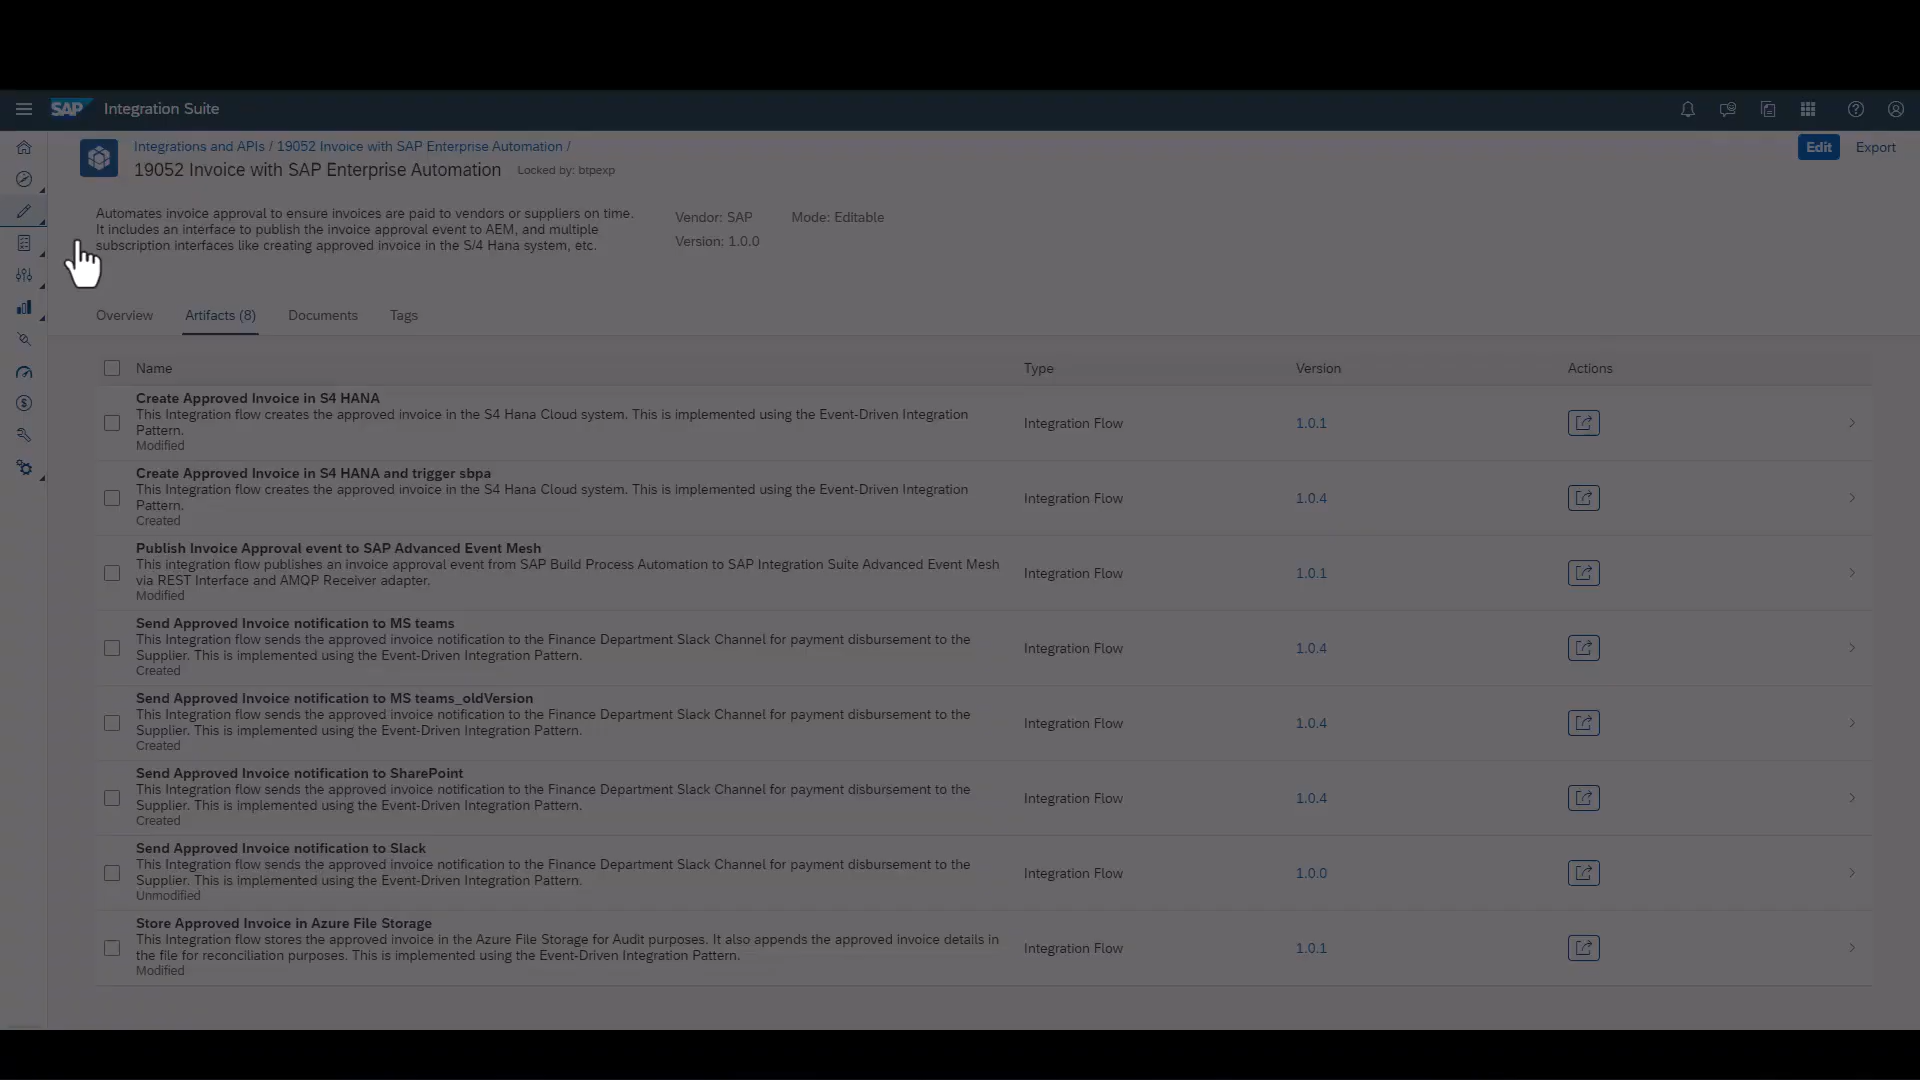 SAP Integration Suite
Integrations and APIs / 19052 Invoice with SAP Enterprise Automation /
Edit Export
19052 Invoice with SAP Enterprise Automation Locked by: btpexp
Automates invoice approval to ensure invoices are paid to vendors or suppliers on time.
It includes an interface to publish the invoice approval event to AEM, and multiple
subscription interfaces like creating approved invoice in the S/4 Hana system, etc.
Vendor: SAP Mode: Editable
Version: 1.0.0
Overview Artifacts (8) Documents Tags
Name Type Version Actions
Create Approved Invoice in S4 HANA
This Integration flow creates the approved invoice in the S4 Hana Cloud system. This is implemented using the Event-Driven Integration
Pattern.
Modified
Integration Flow 1.0.1
Create Approved Invoice in S4 HANA and trigger sbpa
This Integration flow creates the approved invoice in the S4 Hana Cloud system. This is implemented using the Event-Driven Integration
Pattern.
Created
Integration Flow 1.0.4
Publish Invoice Approval event to SAP Advanced Event Mesh
This integration flow publishes an invoice approval event from SAP Build Process Automation to SAP Integration Suite Advanced Event Mesh
via REST Interface and AMQP Receiver adapter.
Modified
Integration Flow 1.0.1
Send Approved Invoice notification to MS teams
This Integration flow sends the approved invoice notification to the Finance Department Slack Channel for payment disbursement to the
Supplier. This is implemented using the Event-Driven Integration Pattern.
Created
Integration Flow 1.0.4
Send Approved Invoice notification to MS teams_oldVersion
This Integration flow sends the approved invoice notification to the Finance Department Slack Channel for payment disbursement to the
Supplier. This is implemented using the Event-Driven Integration Pattern.
Created
Integration Flow 1.0.4
Send Approved Invoice notification to SharePoint
This Integration flow sends the approved invoice notification to the Finance Department Slack Channel for payment disbursement to the
Supplier. This is implemented using the Event-Driven Integration Pattern.
Created
Integration Flow 1.0.4
Send Approved Invoice notification to Slack
This Integration flow sends the approved invoice notification to the Finance Department Slack Channel for payment disbursement to the
Supplier. This is implemented using the Event-Driven Integration Pattern.
Unmodified
Integration Flow 1.0.0
Store Approved Invoice in Azure File Storage
This Integration flow stores the approved invoice in the Azure File Storage for Audit purposes. It also appends the approved invoice details in
the file for reconciliation purposes. This is implemented using the Event-Driven Integration Pattern.
Modified
Integration Flow 1.0.1